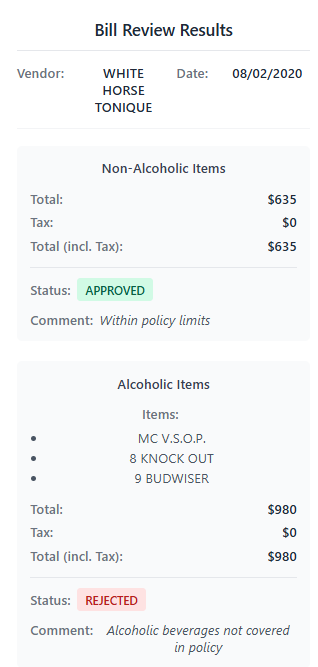 Bill Review Results
Vendor: WHITE HORSE TONIQUE Date: 08/02/2020
Non-Alcoholic Items
Total: $635
Tax: $0
Total (incl. Tax): $635
Status: APPROVED
Comment: Within policy limits
Alcoholic Items
Items:
MC V.S.O.P.
8 KNOCK OUT
9 BUDWISER
Total: $980
Tax: $0
Total (incl. Tax): $980
Status: REJECTED
Comment: Alcoholic beverages not covered
in policy